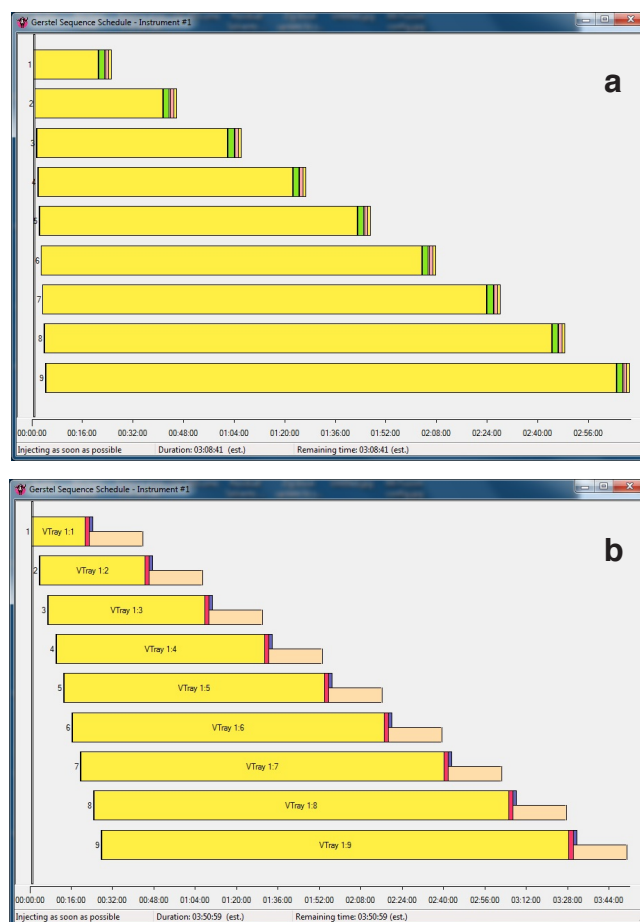 Gerstel Sequence Schedule - Instrument #1
a
1
2
3
4
5
6
7
8
9
00:00:00 00:16:00 00:32:00 00:48:00 01:04:00 01:20:00 01:36:00 01:52:00 02:08:00 02:24:00 02:40:00 02:56:00
Injecting as soon as possible Duration: 03:08:41 (est.) Remaining time: 03:08:41 (est.)
Gerstel Sequence Schedule - Instrument #1
b
1 VTray 1:1
2 VTray 1:2
3 VTray 1:3
4 VTray 1:4
5 VTray 1:5
6 VTray 1:6
7 VTray 1:7
8 VTray 1:8
9 VTray 1:9
00:00:00 00:16:00 00:32:00 00:48:00 01:04:00 01:20:00 01:36:00 01:52:00 02:08:00 02:24:00 02:40:00 02:56:00 03:12:00 03:28:00 03:44:00
Injecting as soon as possible Duration: 03:50:59 (est.) Remaining time: 03:50:59 (est.)